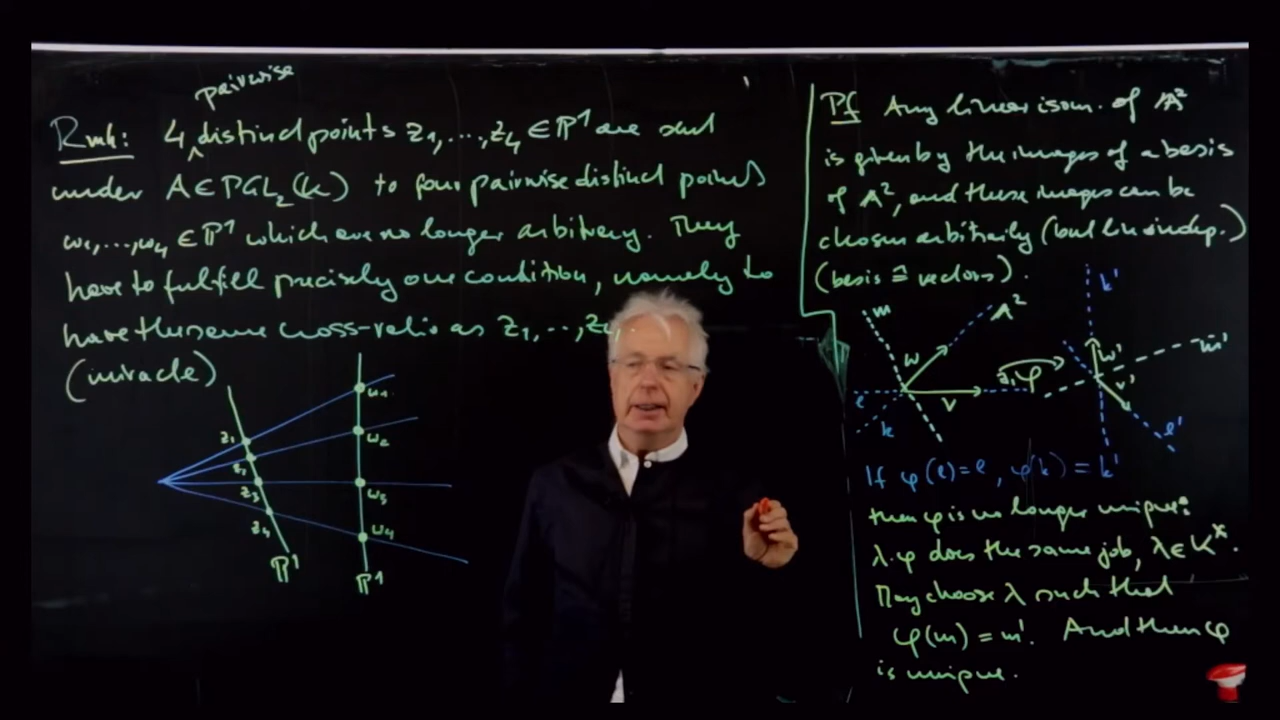 pairwise
Rmk: 4 distinct points z1,...,z4 ∈ ℙ¹ are sent
under A ∈ PGL₂(k) to four pairwise distinct points
w1,...,w4 ∈ ℙ¹ which are no longer arbitrary. They
have to fulfill precisely one condition, namely to
have the same cross-ratio as z1,..,z4.
(miracle)
z1
z2
z3
z4
ℙ¹
w1
w2
w3
w4
ℙ¹
Pf Any linear isom. of 𝔸²
is given by the images of a basis
of 𝔸², and these images can be
chosen arbitrarily (but lin indep.)
(basis ≙ vectors).
m
𝔸²
w
v
l
k
φ
k'
m'
w'
v'
l'
If φ(l) = l, φ(k) = k'
then φ is no longer unique:
λ·φ does the same job, λ ∈ K*.
May choose λ such that
φ(m) = m'. And then φ
is unique.